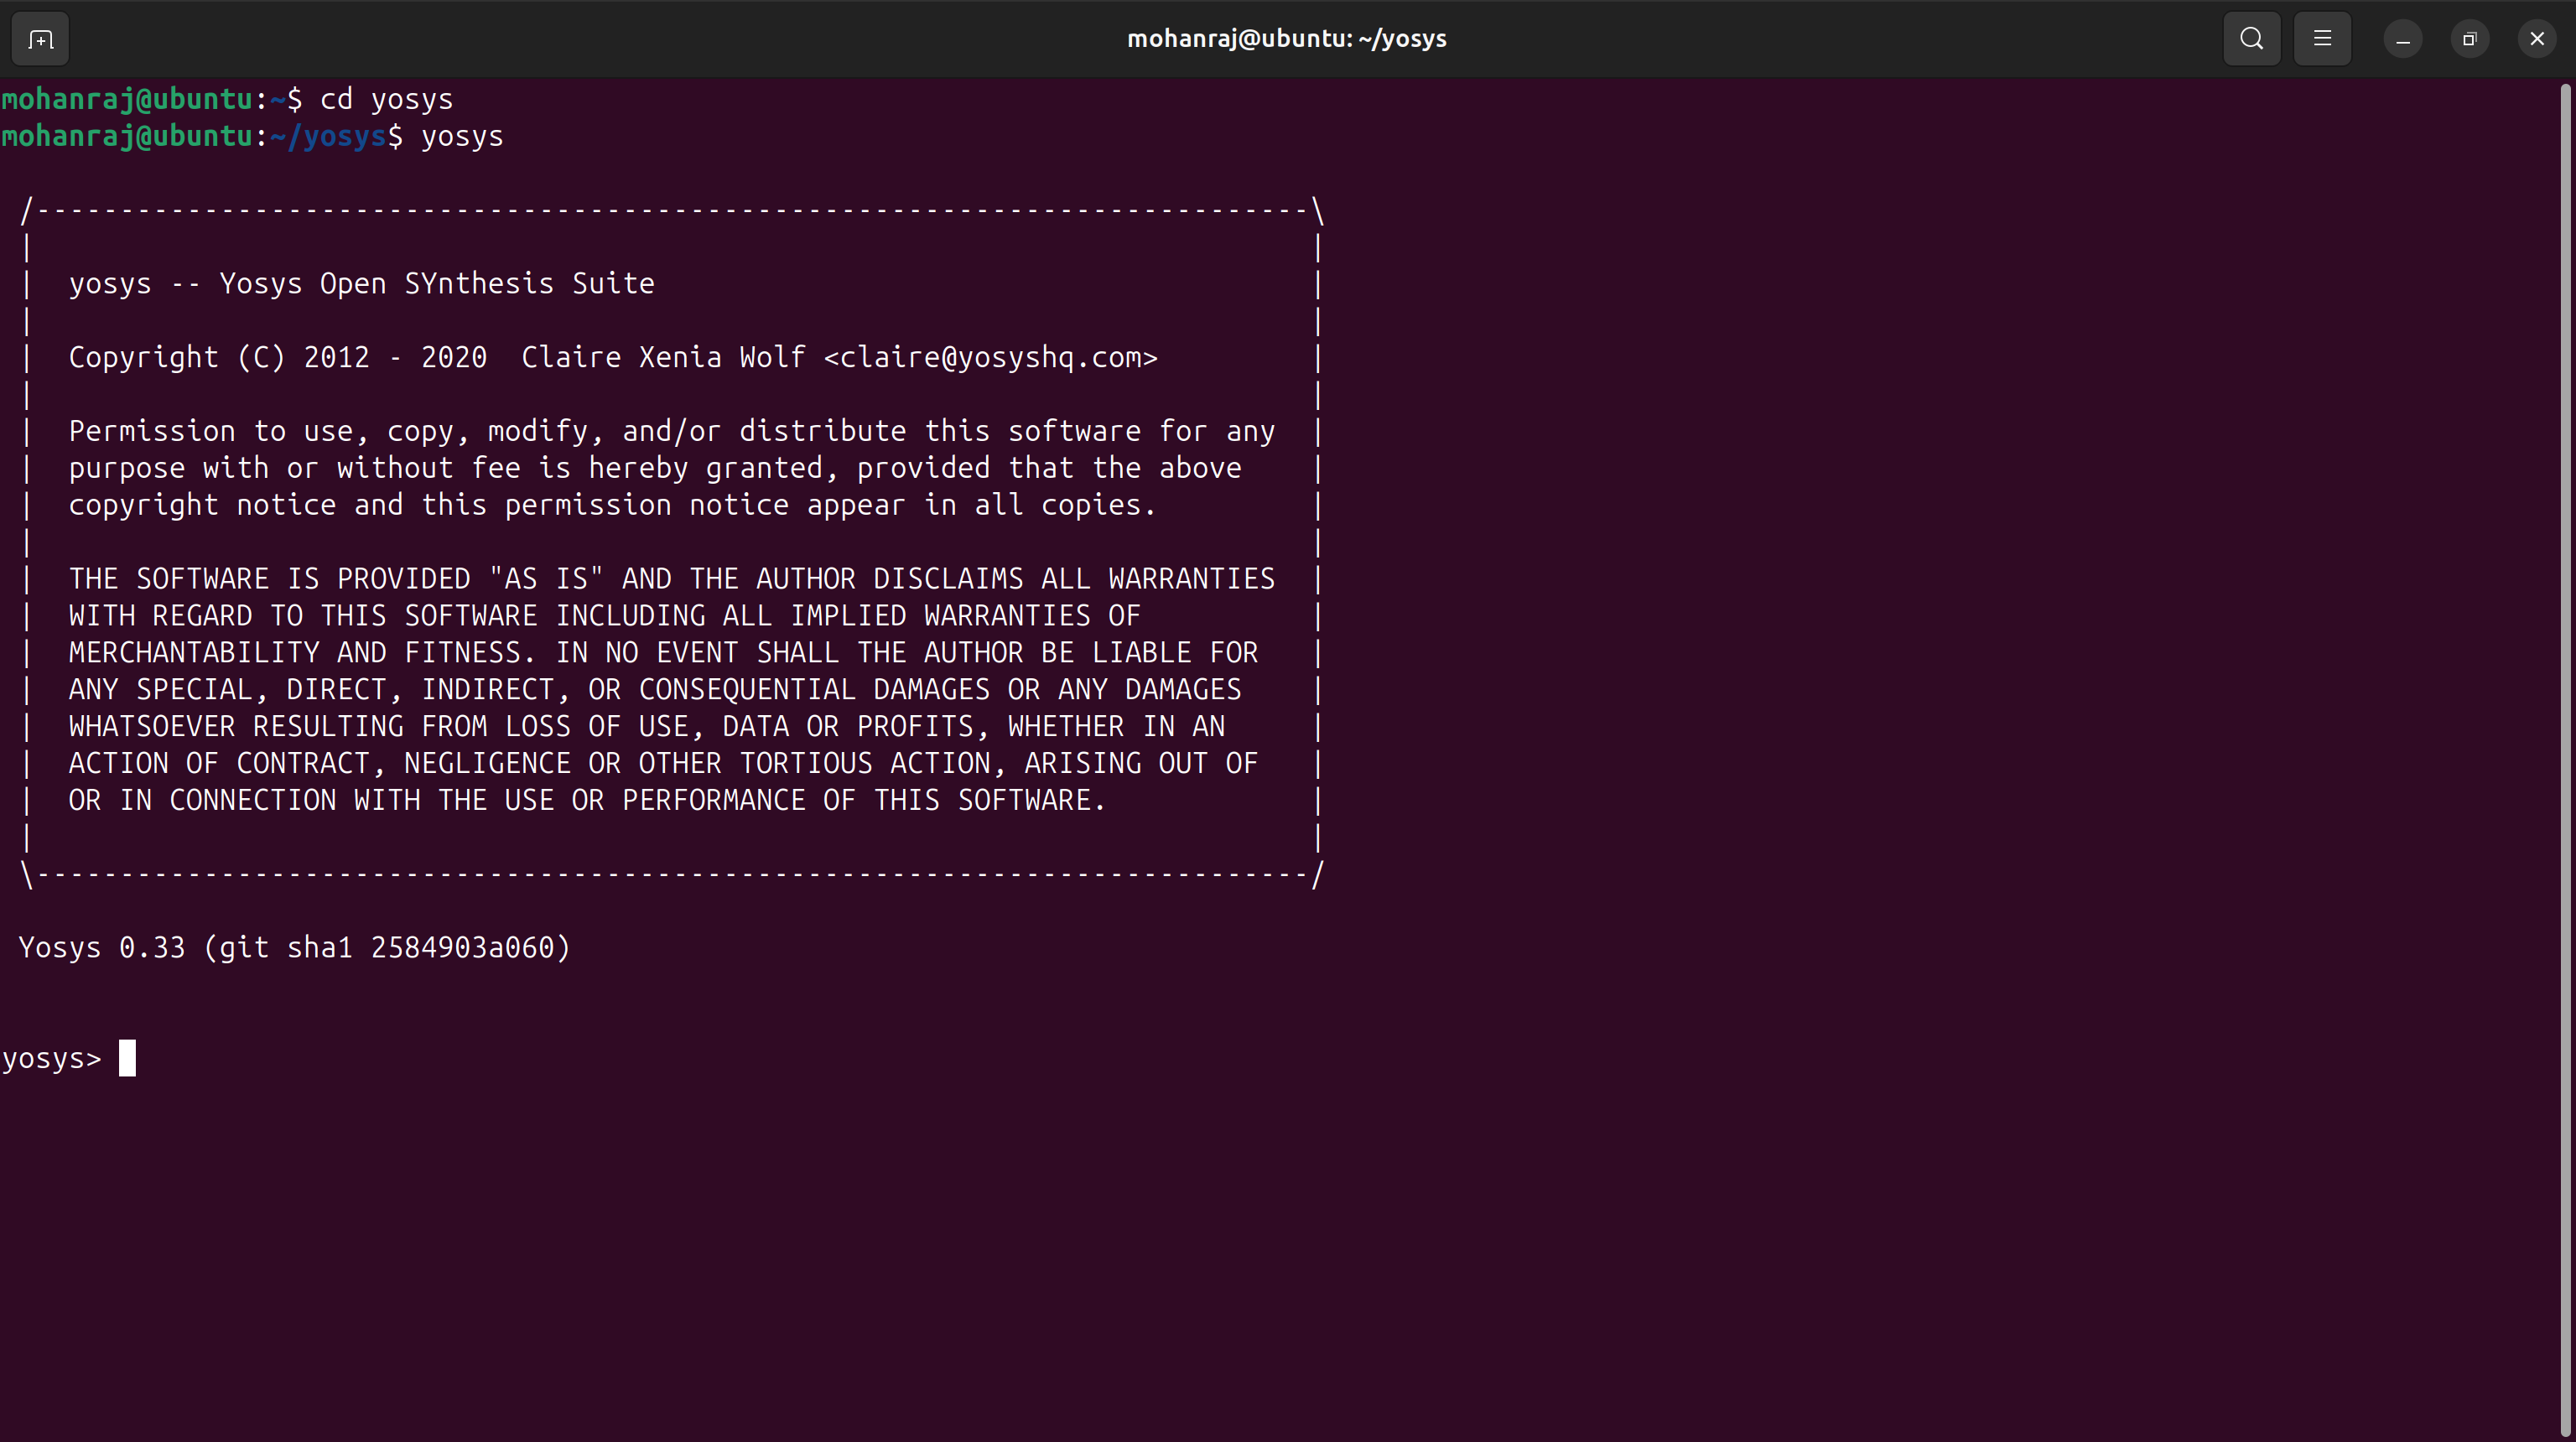 mohanraj@ubuntu: ~/yosys
mohanraj@ubuntu:~$ cd yosys
mohanraj@ubuntu:~/yosys$ yosys
/----------------------------------------------------------------------------\
|                                                                            |
|  yosys -- Yosys Open SYnthesis Suite                                       |
|                                                                            |
|  Copyright (C) 2012 - 2020  Claire Xenia Wolf <claire@yosyshq.com>         |
|                                                                            |
|  Permission to use, copy, modify, and/or distribute this software for any  |
|  purpose with or without fee is hereby granted, provided that the above    |
|  copyright notice and this permission notice appear in all copies.         |
|                                                                            |
|  THE SOFTWARE IS PROVIDED "AS IS" AND THE AUTHOR DISCLAIMS ALL WARRANTIES  |
|  WITH REGARD TO THIS SOFTWARE INCLUDING ALL IMPLIED WARRANTIES OF          |
|  MERCHANTABILITY AND FITNESS. IN NO EVENT SHALL THE AUTHOR BE LIABLE FOR   |
|  ANY SPECIAL, DIRECT, INDIRECT, OR CONSEQUENTIAL DAMAGES OR ANY DAMAGES    |
|  WHATSOEVER RESULTING FROM LOSS OF USE, DATA OR PROFITS, WHETHER IN AN     |
|  ACTION OF CONTRACT, NEGLIGENCE OR OTHER TORTIOUS ACTION, ARISING OUT OF   |
|  OR IN CONNECTION WITH THE USE OR PERFORMANCE OF THIS SOFTWARE.            |
|                                                                            |
\----------------------------------------------------------------------------/
Yosys 0.33 (git sha1 2584903a060)
yosys>